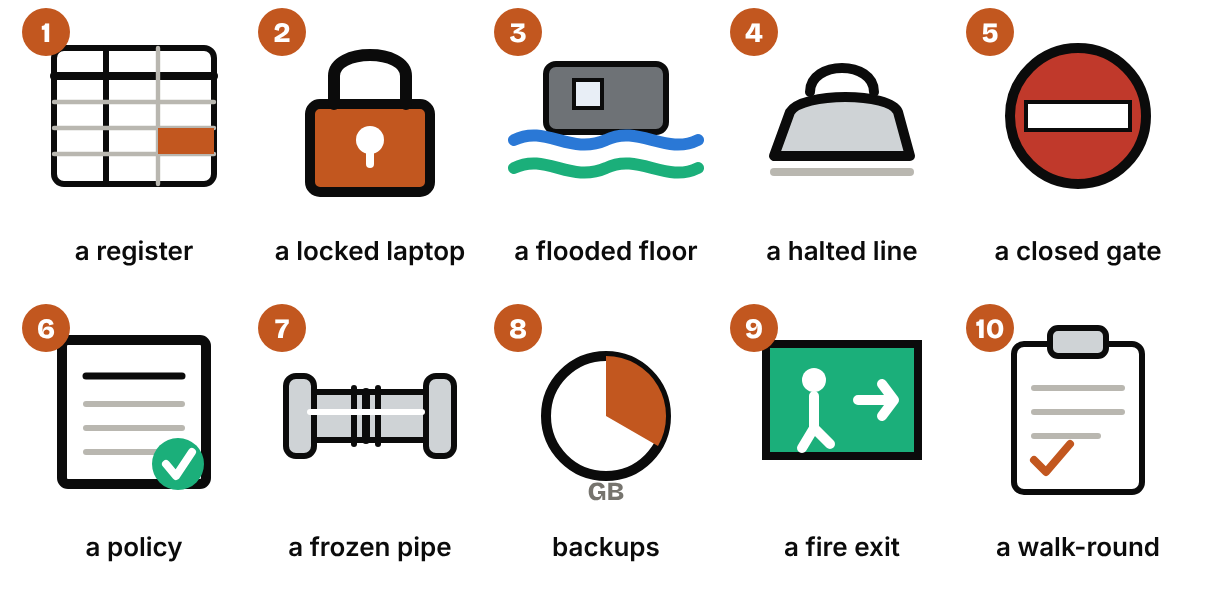 1
2
3
4
5
a register
a locked laptop
a flooded floor
a halted line
a closed gate
6
7
8
9
10
GB
a policy
a frozen pipe
backups
a fire exit
a walk-round